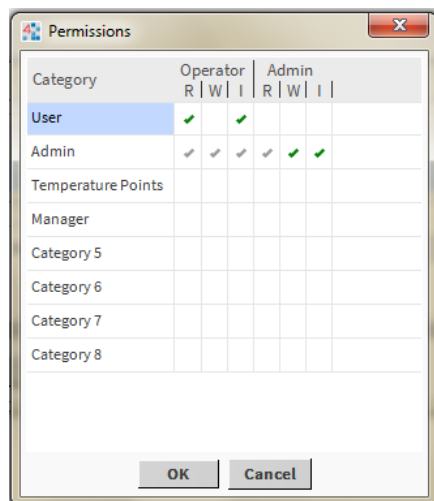 Permissions
Category Operator Admin
R W I R W I
User
Admin
Temperature Points
Manager
Category 5
Category 6
Category 7
Category 8
OK Cancel